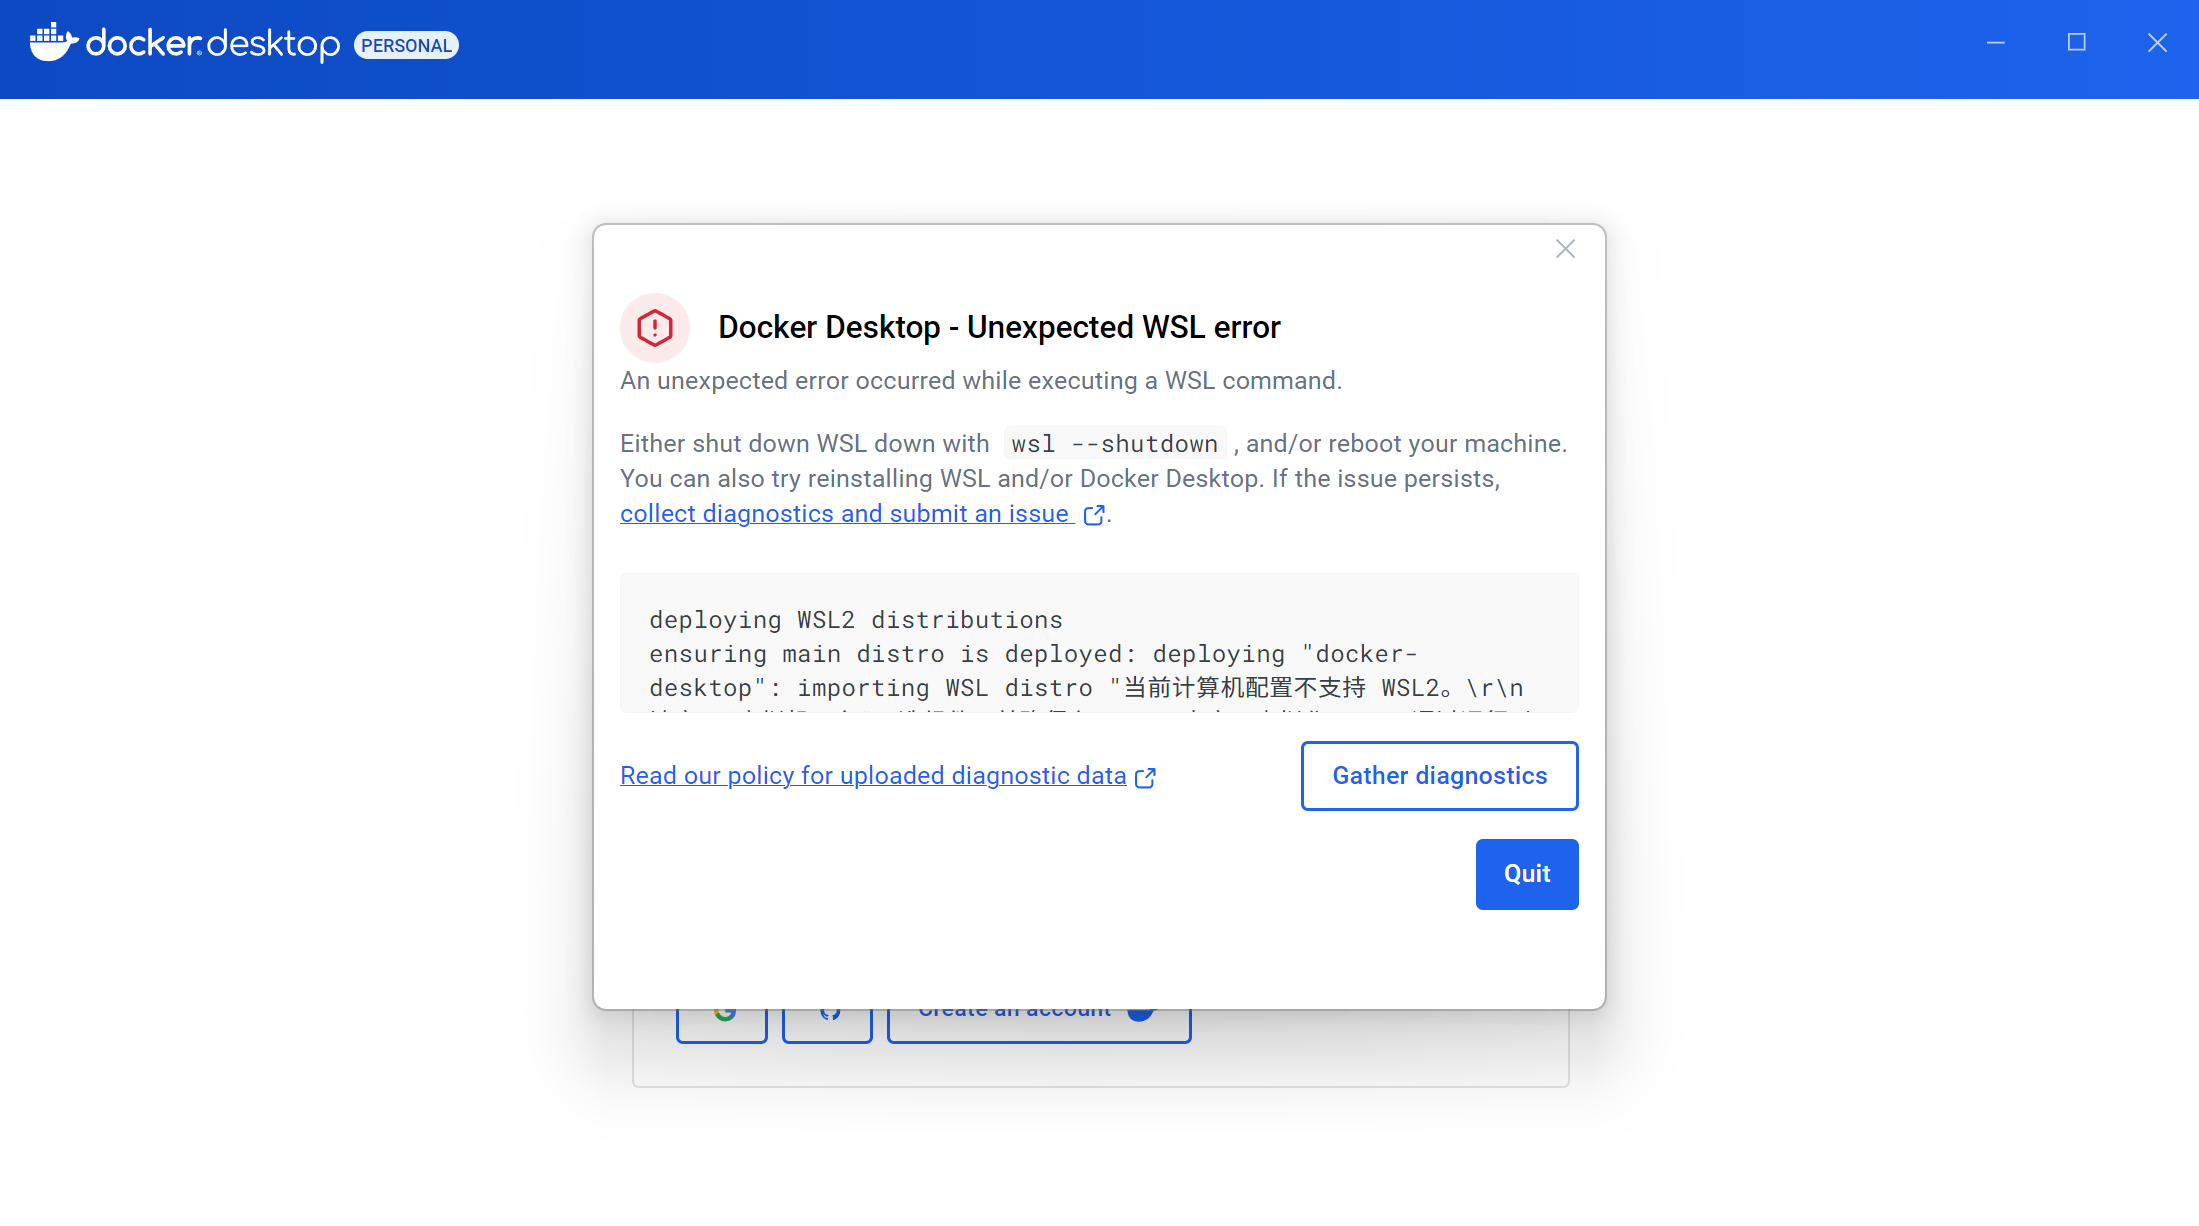 docker desktop PERSONAL
Docker Desktop - Unexpected WSL error
An unexpected error occurred while executing a WSL command.
Either shut down WSL down with wsl --shutdown , and/or reboot your machine.
You can also try reinstalling WSL and/or Docker Desktop. If the issue persists,
collect diagnostics and submit an issue .
deploying WSL2 distributions
ensuring main distro is deployed: deploying "docker-
desktop": importing WSL distro "当前计算机配置不支持 WSL2。\r\n
Read our policy for uploaded diagnostic data
Gather diagnostics
Quit
Create an account